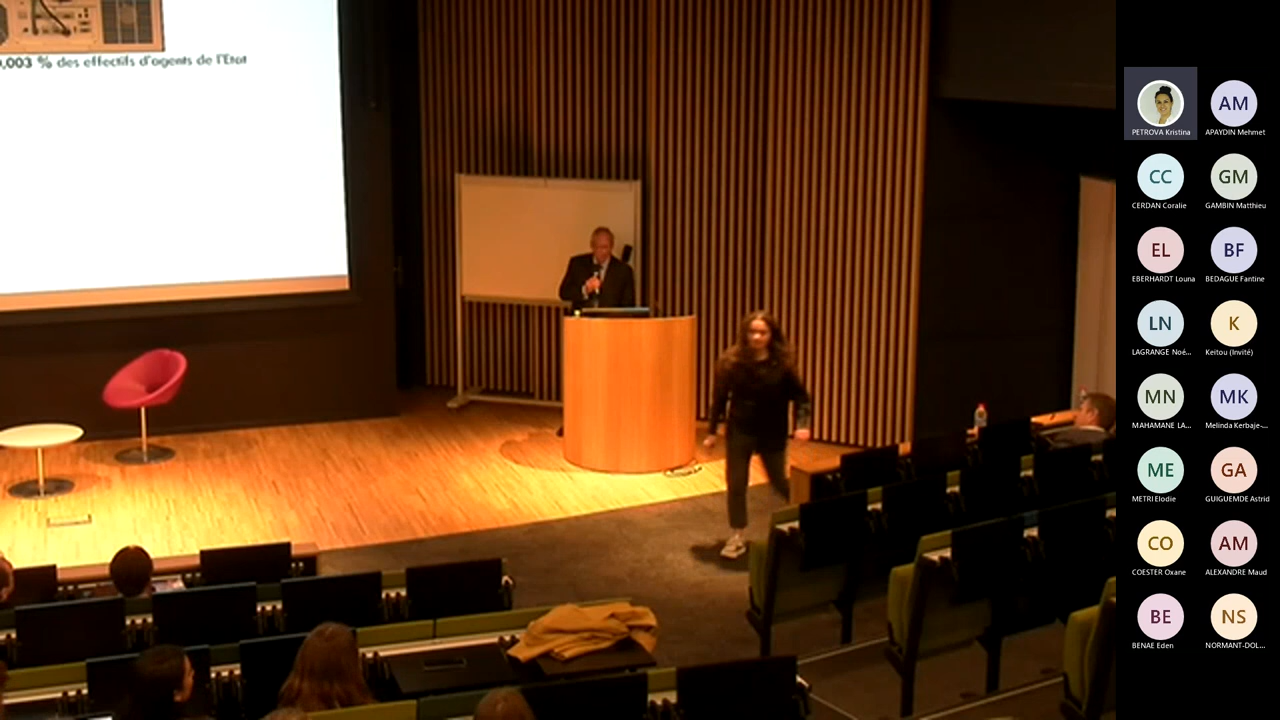 ,003 % des effectifs d'agents de l'Etat
PETROVA Kristina
AM
APAYDIN Mehmet
CC
CERDAN Coralie
GM
GAMBIN Matthieu
EL
EBERHARDT Louna
BF
BEDAGUE Fantine
LN
LAGRANGE Noé...
K
Keitou (Invité)
MN
MAHAMANE LA...
MK
Melinda Kerbaje-...
ME
METRI Elodie
GA
GUIGUEMDE Astrid
CO
COESTER Oxane
AM
ALEXANDRE Maud
BE
BENAE Eden
NS
NORMANT-DOL...